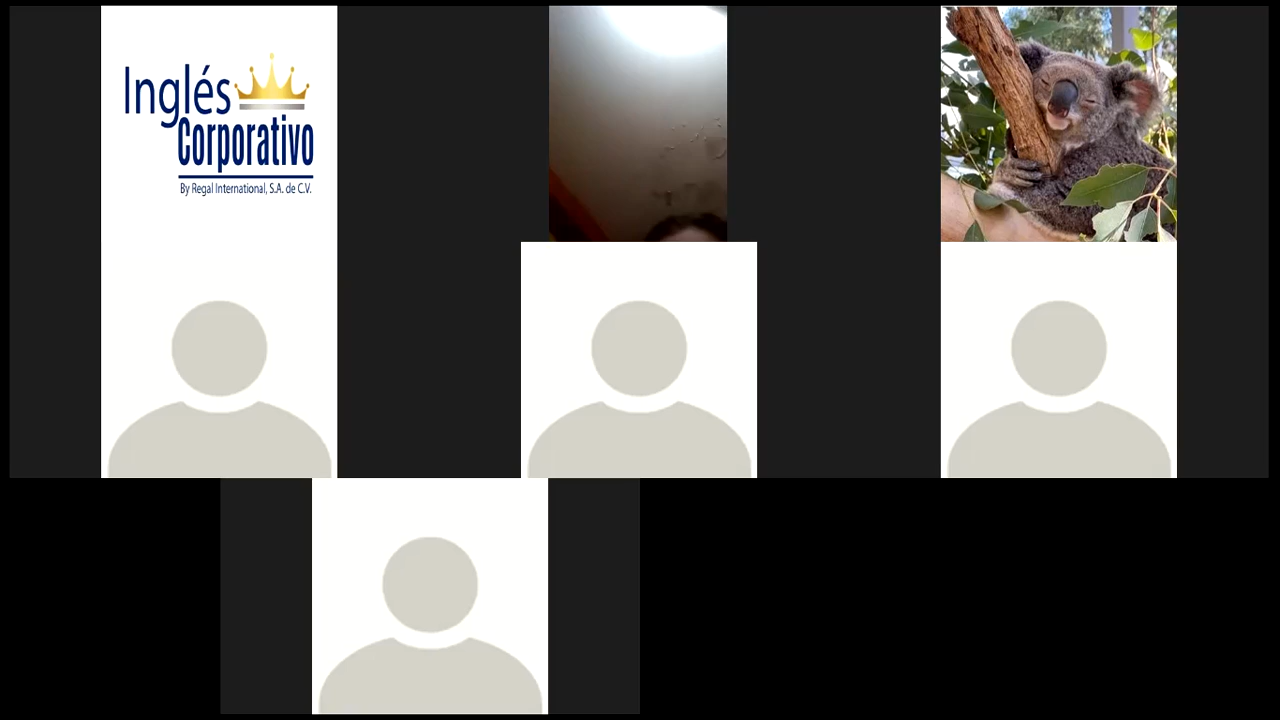 Inglés
Corporativo
By Regal International, S.A. de C.V.